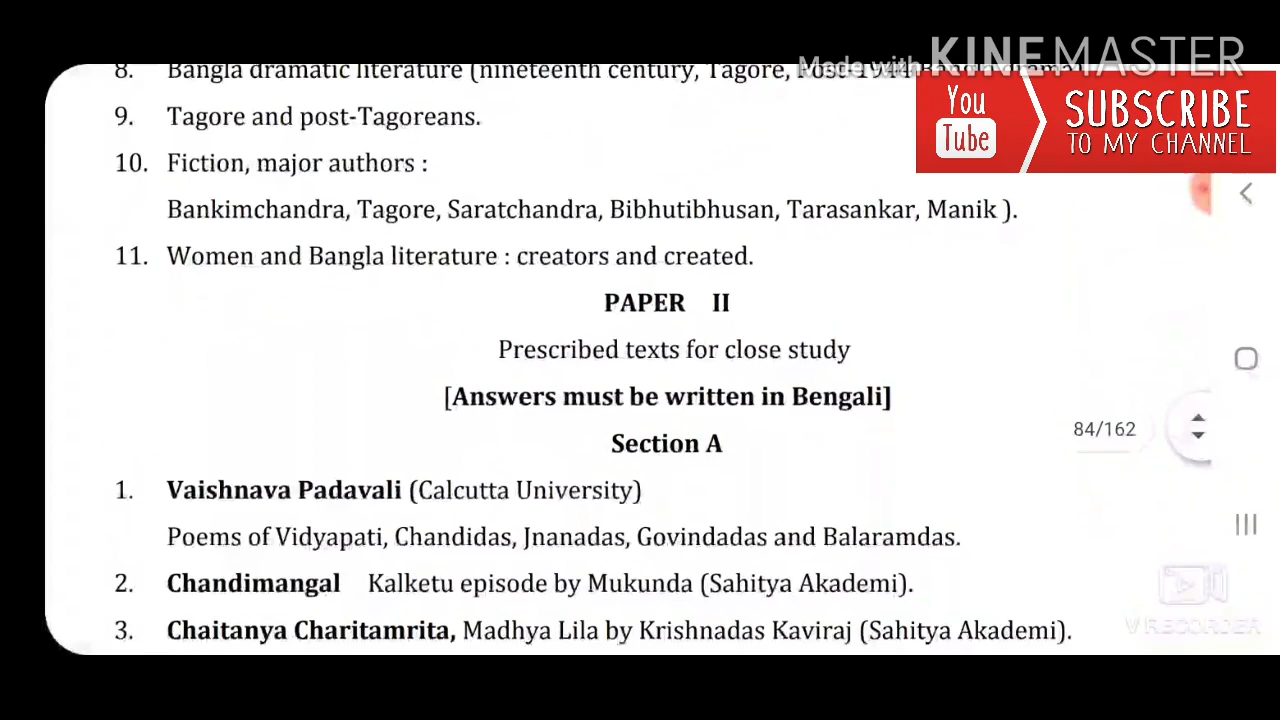 Made with KINEMASTER
8. Bangla dramatic literature (nineteenth century, Tagore, Post-1944
You Tube SUBSCRIBE TO MY CHANNEL
9. Tagore and post-Tagoreans.
10. Fiction, major authors :
Bankimchandra, Tagore, Saratchandra, Bibhutibhusan, Tarasankar, Manik ).
11. Women and Bangla literature : creators and created.
PAPER II
Prescribed texts for close study
[Answers must be written in Bengali]
84/162
Section A
1. Vaishnava Padavali (Calcutta University)
Poems of Vidyapati, Chandidas, Jnanadas, Govindadas and Balaramdas.
2. Chandimangal Kalketu episode by Mukunda (Sahitya Akademi).
3. Chaitanya Charitamrita, Madhya Lila by Krishnadas Kaviraj (Sahitya Akademi).
V RECORDER